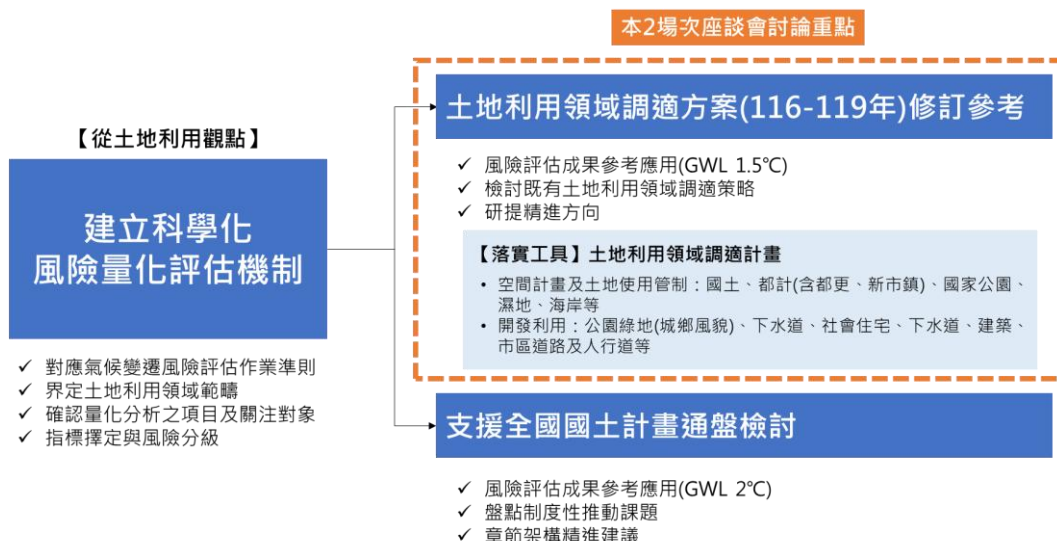 本2場次座談會討論重點
【從土地利用觀點】
建立科學化
風險量化評估機制
✓ 對應氣候變遷風險評估作業準則
✓ 界定土地利用領域範疇
✓ 確認量化分析之項目及關注對象
✓ 指標擇定與風險分級
土地利用領域調適方案(116-119年)修訂參考
✓ 風險評估成果參考應用(GWL 1.5℃)
✓ 檢討既有土地利用領域調適策略
✓ 研提精進方向
【落實工具】土地利用領域調適計畫
• 空間計畫及土地使用管制：國土、都計(含都更、新市鎮)、國家公園、
濕地、海岸等
• 開發利用：公園綠地(城鄉風貌)、下水道、社會住宅、下水道、建築、
市區道路及人行道等
支援全國國土計畫通盤檢討
✓ 風險評估成果參考應用(GWL 2℃)
✓ 盤點制度性推動課題
✓ 章節架構精進建議